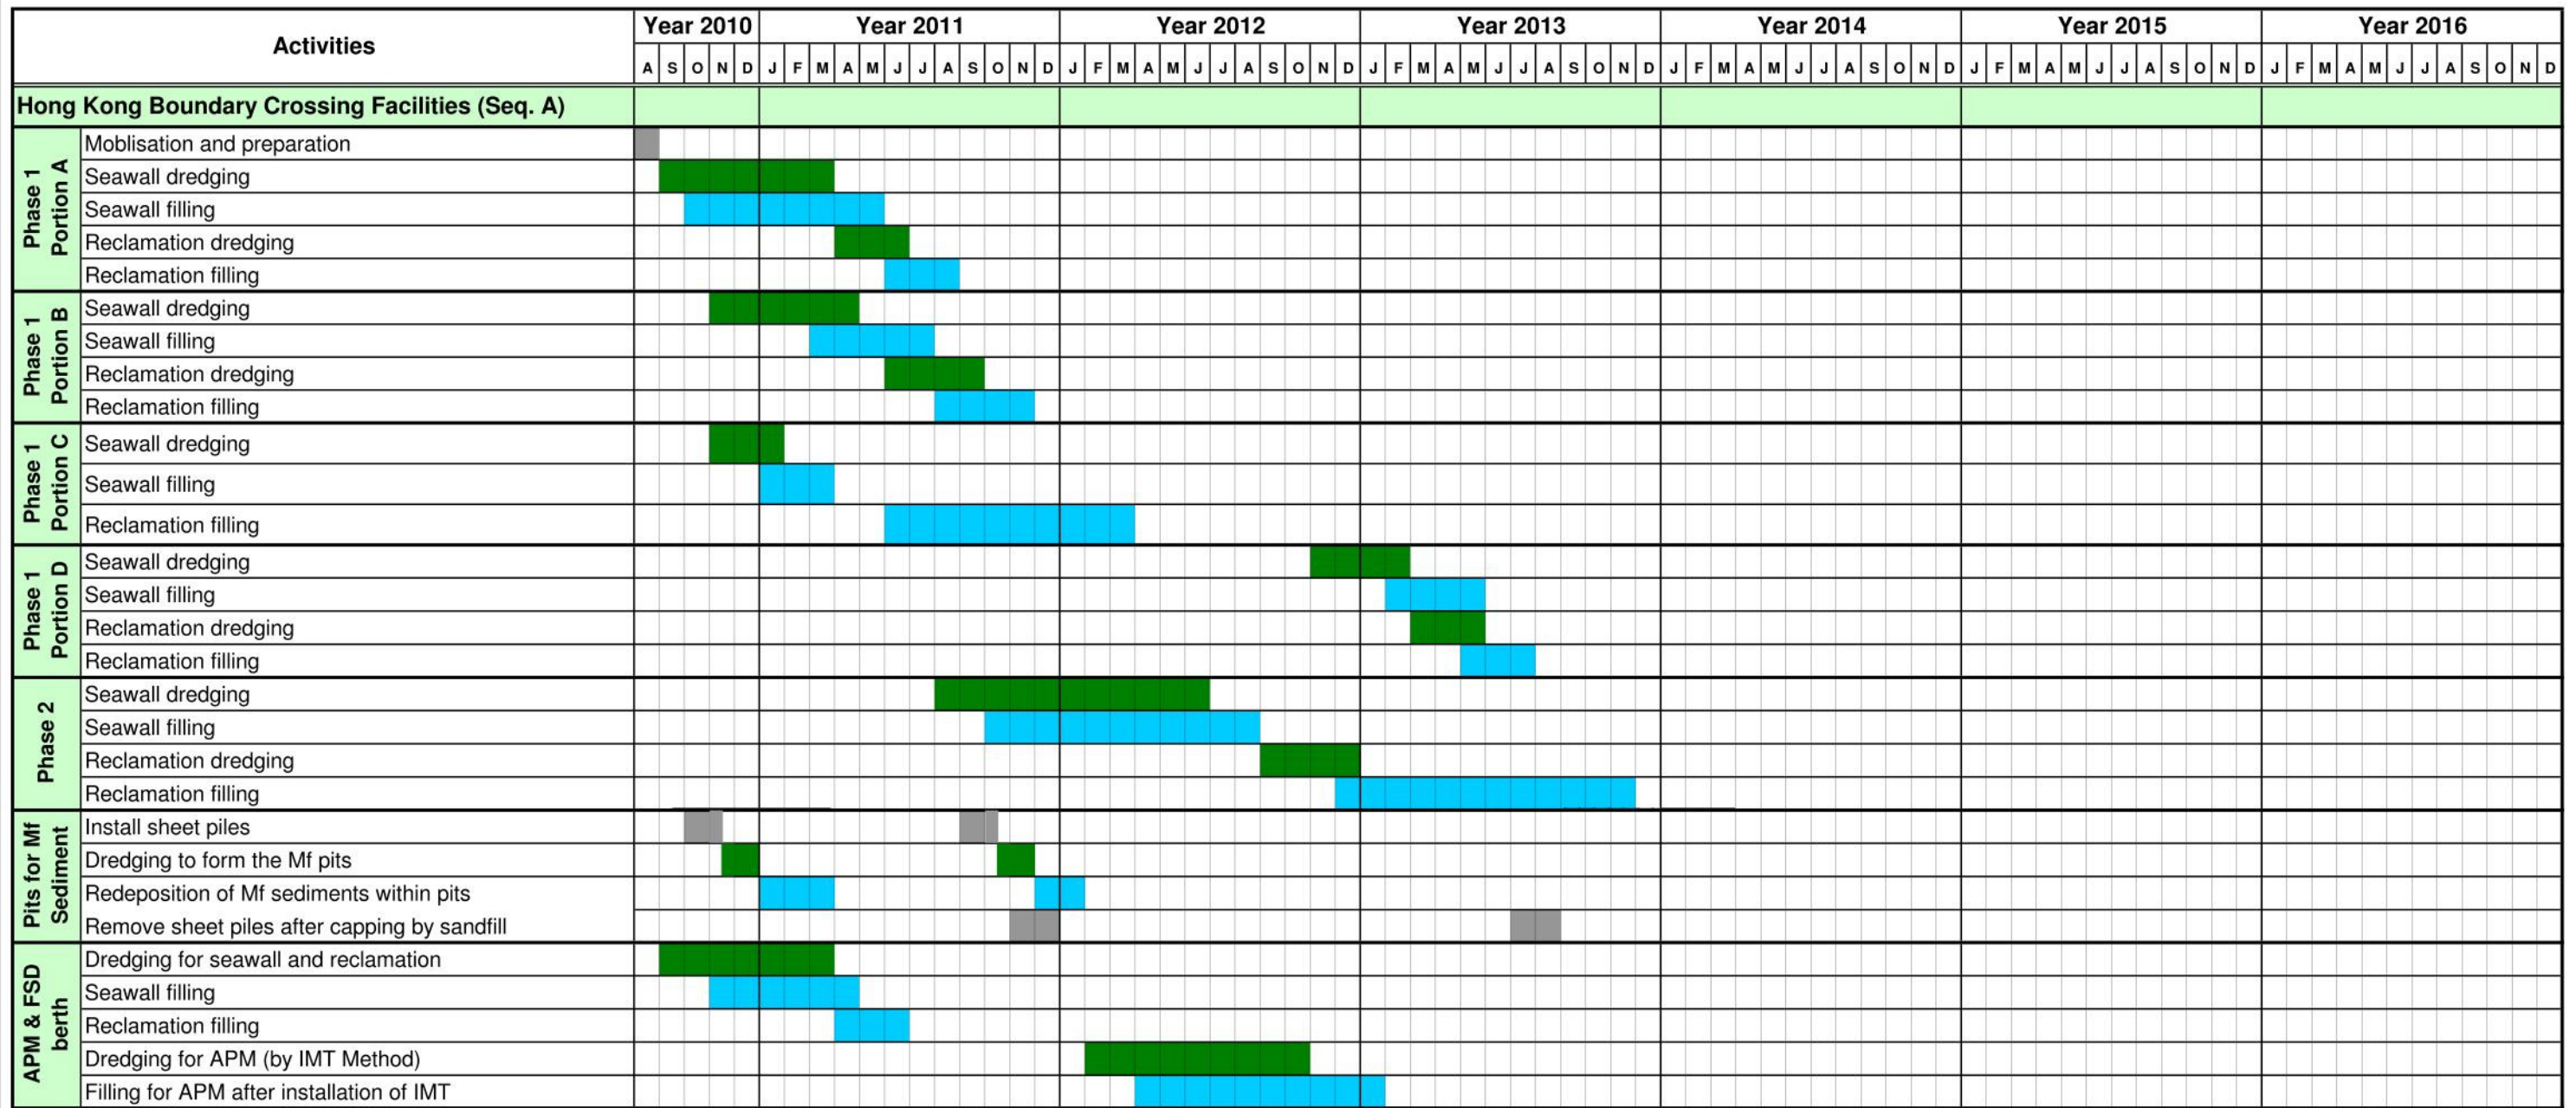 Activities
Year 2010 Year 2011 Year 2012 Year 2013 Year 2014 Year 2015 Year 2016
A S O N D J F M A M J J A S O N D J F M A M J J A S O N D J F M A M J J A S O N D J F M A M J J A S O N D J F M A M J J A S O N D J F M A M J J A S O N D
Hong Kong Boundary Crossing Facilities (Seq. A)
Phase 1
Portion A
Moblisation and preparation
Seawall dredging
Seawall filling
Reclamation dredging
Reclamation filling
Phase 1
Portion B
Seawall dredging
Seawall filling
Reclamation dredging
Reclamation filling
Phase 1
Portion C
Seawall dredging
Seawall filling
Reclamation filling
Phase 1
Portion D
Seawall dredging
Seawall filling
Reclamation dredging
Reclamation filling
Phase 2
Seawall dredging
Seawall filling
Reclamation dredging
Reclamation filling
Pits for Mf
Sediment
Install sheet piles
Dredging to form the Mf pits
Redeposition of Mf sediments within pits
Remove sheet piles after capping by sandfill
APM & FSD
berth
Dredging for seawall and reclamation
Seawall filling
Reclamation filling
Dredging for APM (by IMT Method)
Filling for APM after installation of IMT